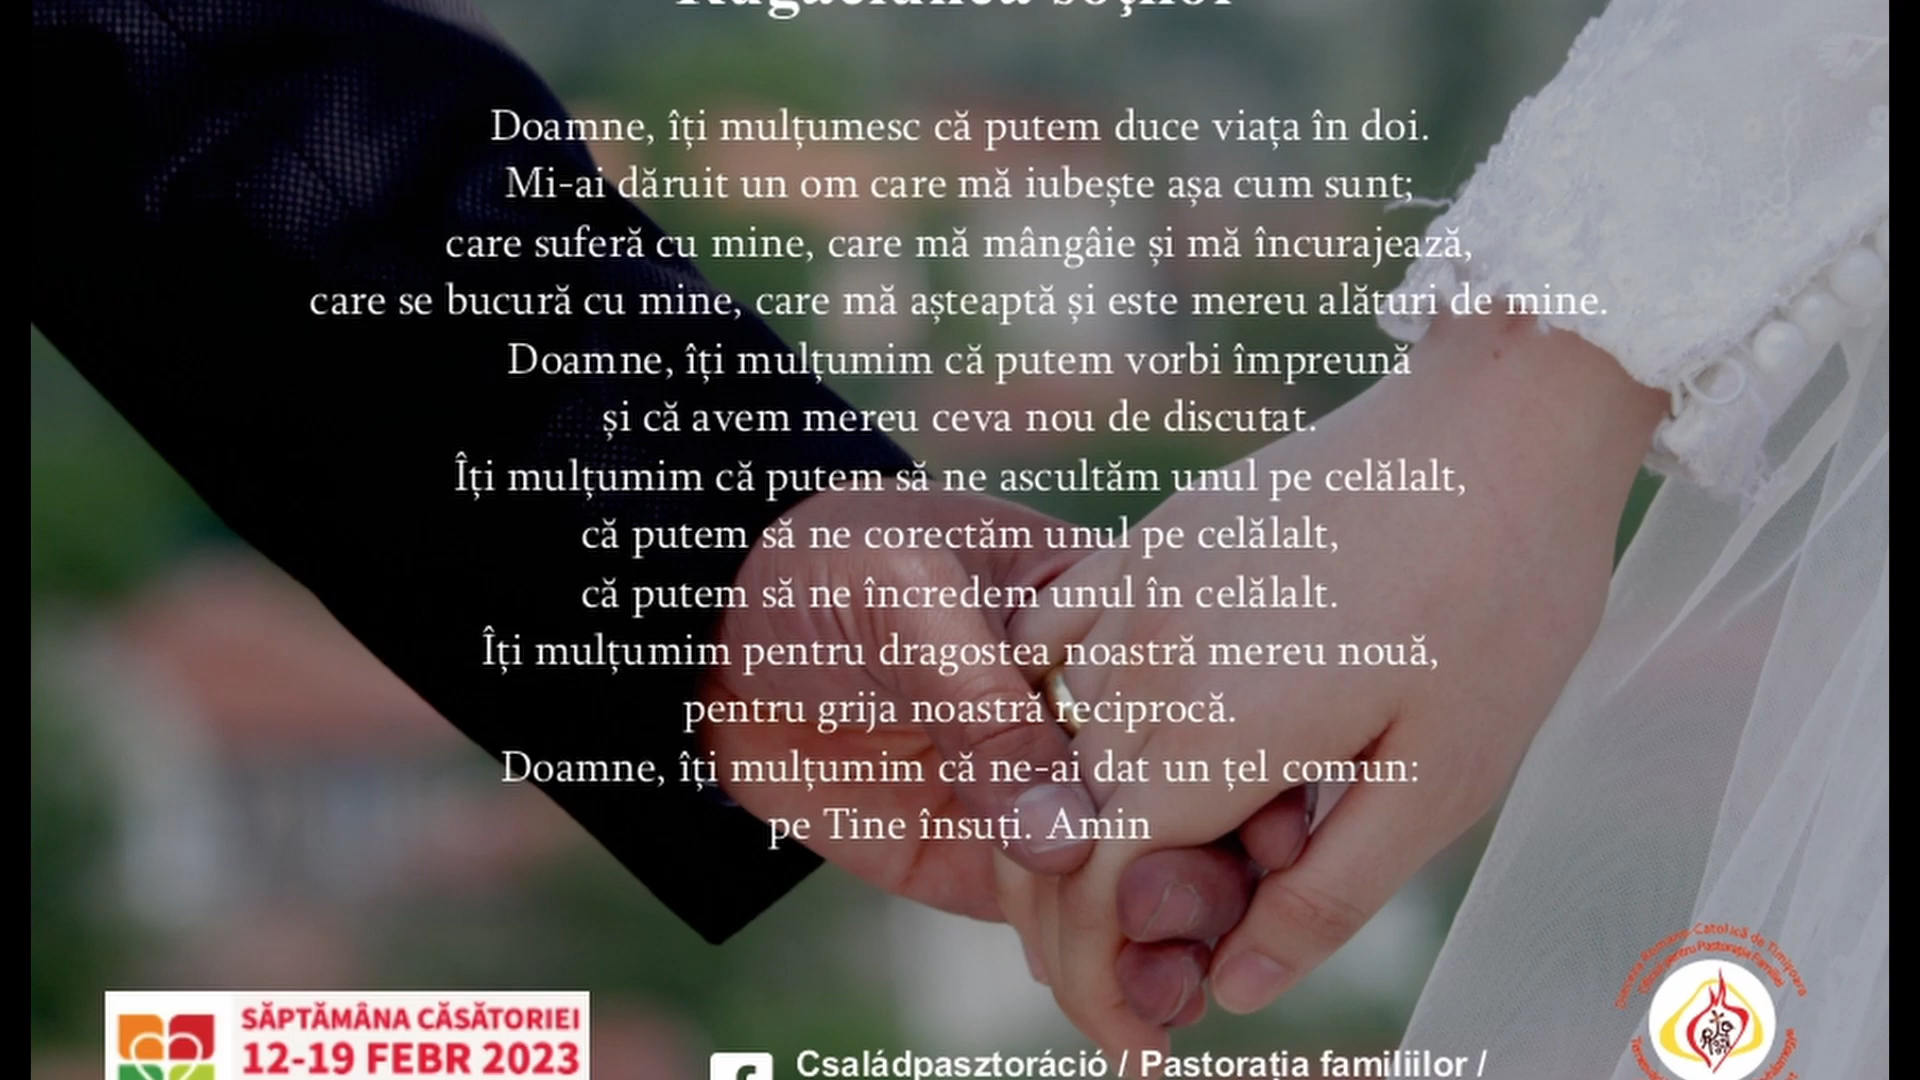 Rugăciunea soților
Doamne, îți mulțumesc că putem duce viața în doi.
Mi-ai dăruit un om care mă iubește așa cum sunt;
care suferă cu mine, care mă mângâie și mă încurajează,
care se bucură cu mine, care mă așteaptă și este mereu alături de mine.
Doamne, îți mulțumim că putem vorbi împreună
și că avem mereu ceva nou de discutat.
Îți mulțumim că putem să ne ascultăm unul pe celălalt,
că putem să ne corectăm unul pe celălalt,
că putem să ne încredem unul în celălalt.
Îți mulțumim pentru dragostea noastră mereu nouă,
pentru grija noastră reciprocă.
Doamne, îți mulțumim că ne-ai dat un țel comun:
pe Tine însuți. Amin
SĂPTĂMÂNA CĂSĂTORIEI
12-19 FEBR 2023
Családpasztoráció / Pastorația familiilor /